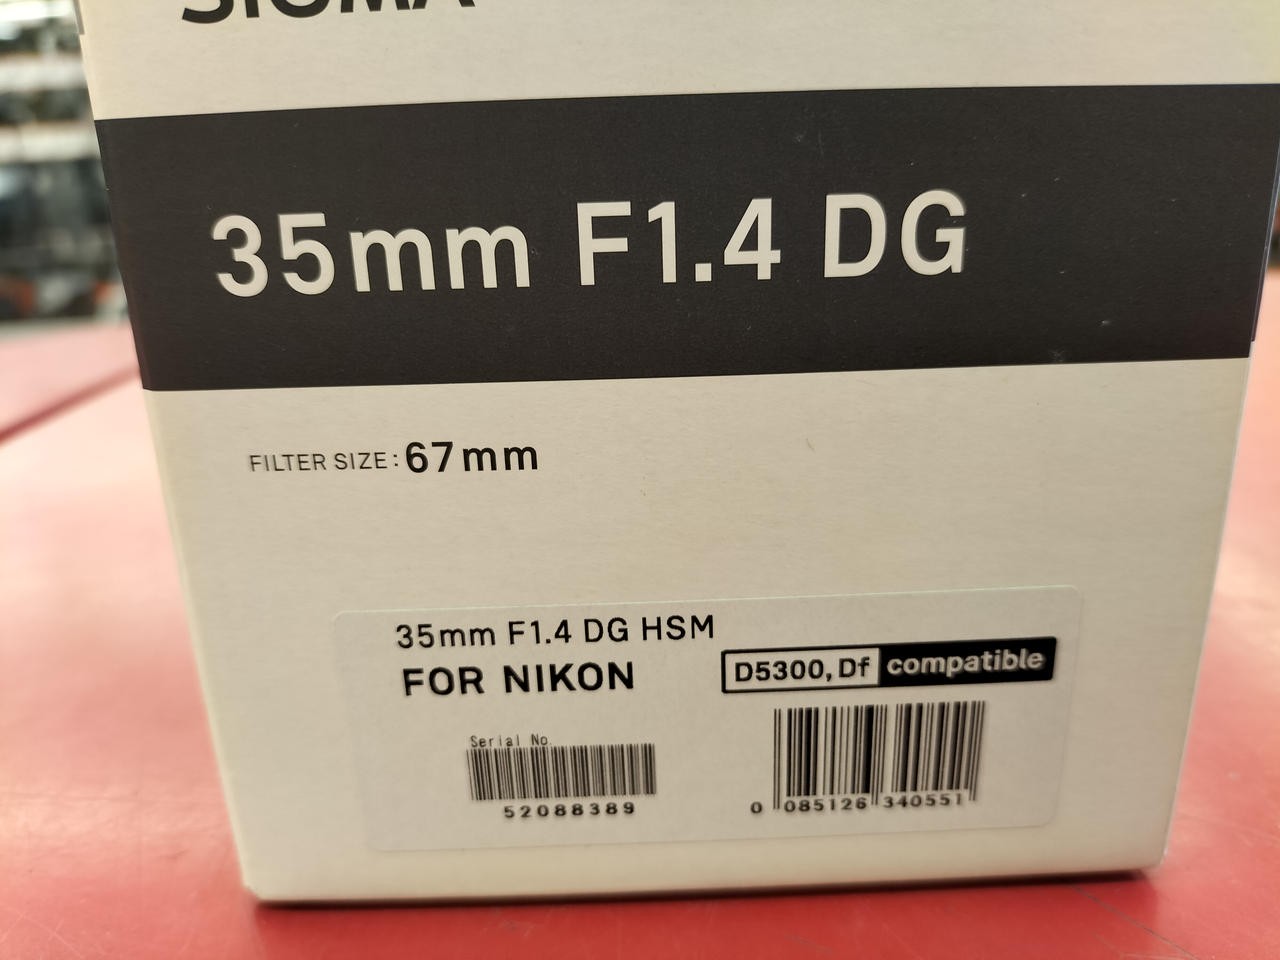 SIGMA
35mm F1.4 DG
FILTER SIZE: 67mm
35mm F1.4 DG HSM
FOR NIKON
D5300, Df compatible
Serial No.
52088389
0 085126 340551